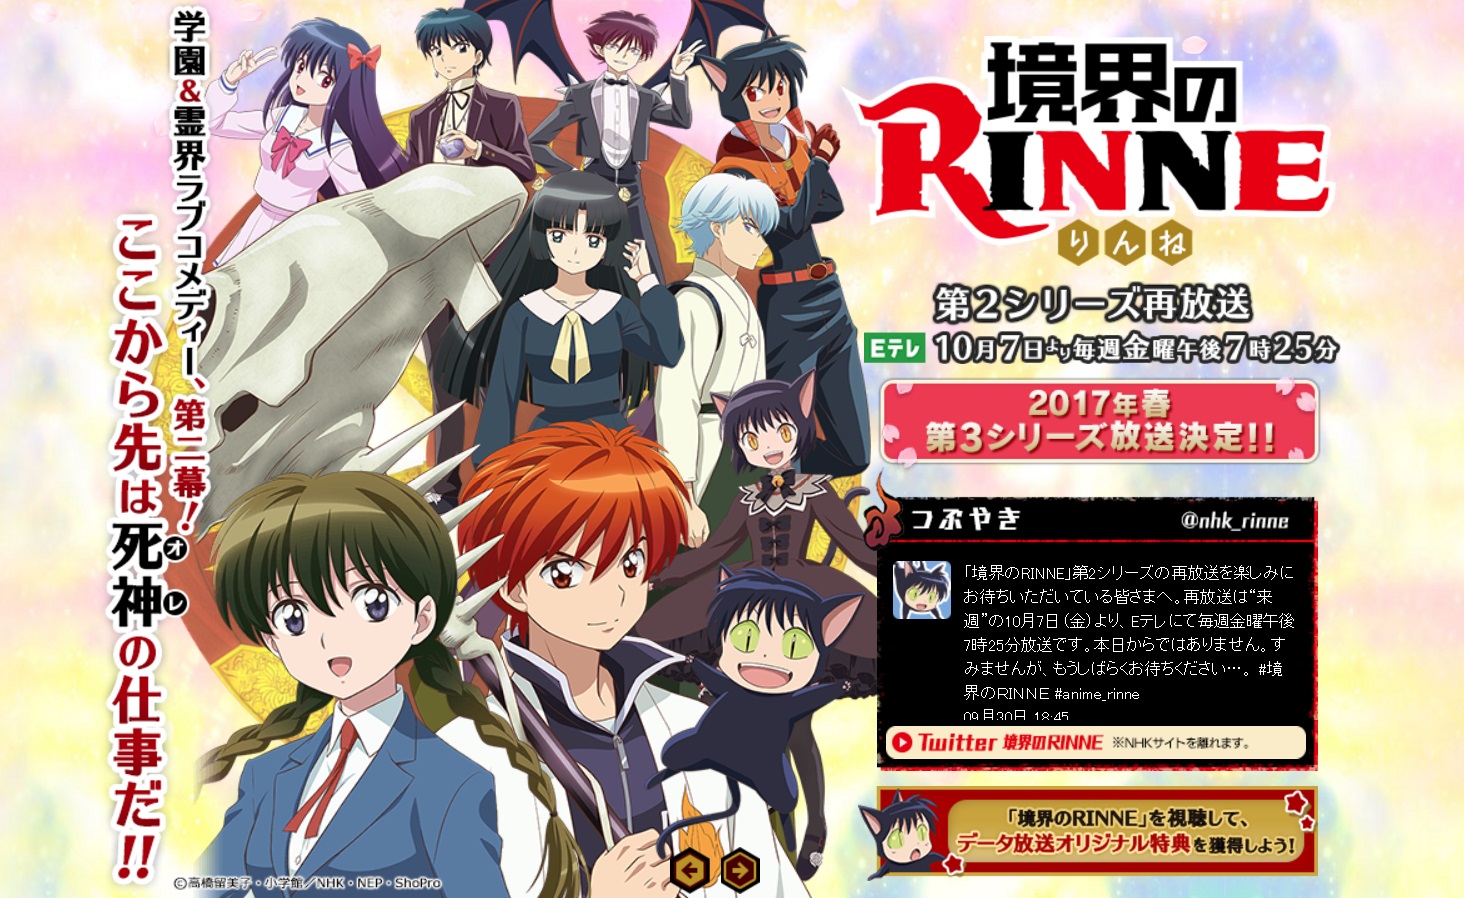 学園&霊界ラブコメディー、第二幕!
ここから先は死神の仕事だ!!
オレ
境界の
RINNE
りんね
第2シリーズ再放送
Eテレ 10月7日より毎週金曜午後7時25分
2017年春
第3シリーズ放送決定!!
つぶやき @nhk_rinne
「境界のRINNE」第2シリーズの再放送を楽しみに
お待ちいただいている皆さまへ。再放送は“来
週”の10月7日(金)より、Eテレにて毎週金曜午後
7時25分放送です。本日からではありません。す
みませんが、もうしばらくお待ちください…。 #境
界のRINNE #anime_rinne
09月30日 18:45
Twitter 境界のRINNE ※NHKサイトを離れます。
「境界のRINNE」を視聴して、
データ放送オリジナル特典を獲得しよう!
©高橋留美子・小学館/NHK・NEP・ShoPro